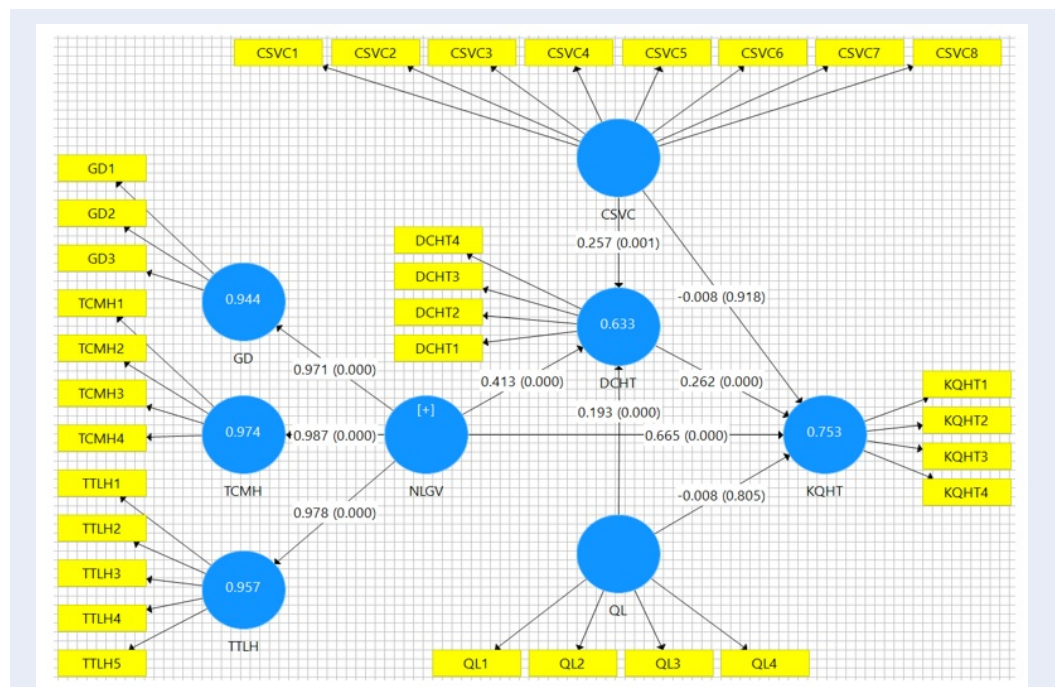 CSVC1 CSVC2 CSVC3 CSVC4 CSVC5 CSVC6 CSVC7 CSVC8
CSVC
GD1
GD2
GD3
0.944
GD
TCMH1
TCMH2
TCMH3
TCMH4
0.974
TCMH
TTLH1
TTLH2
TTLH3
TTLH4
TTLH5
0.957
TTLH
0.971 (0.000)
0.987 (0.000)
0.978 (0.000)
[+]
NLGV
DCHT4
DCHT3
DCHT2
DCHT1
0.257 (0.001)
0.633
DCHT
0.413 (0.000)
0.193 (0.000)
-0.008 (0.918)
0.262 (0.000)
0.665 (0.000)
-0.008 (0.805)
0.753
KQHT
KQHT1
KQHT2
KQHT3
KQHT4
QL
QL1 QL2 QL3 QL4